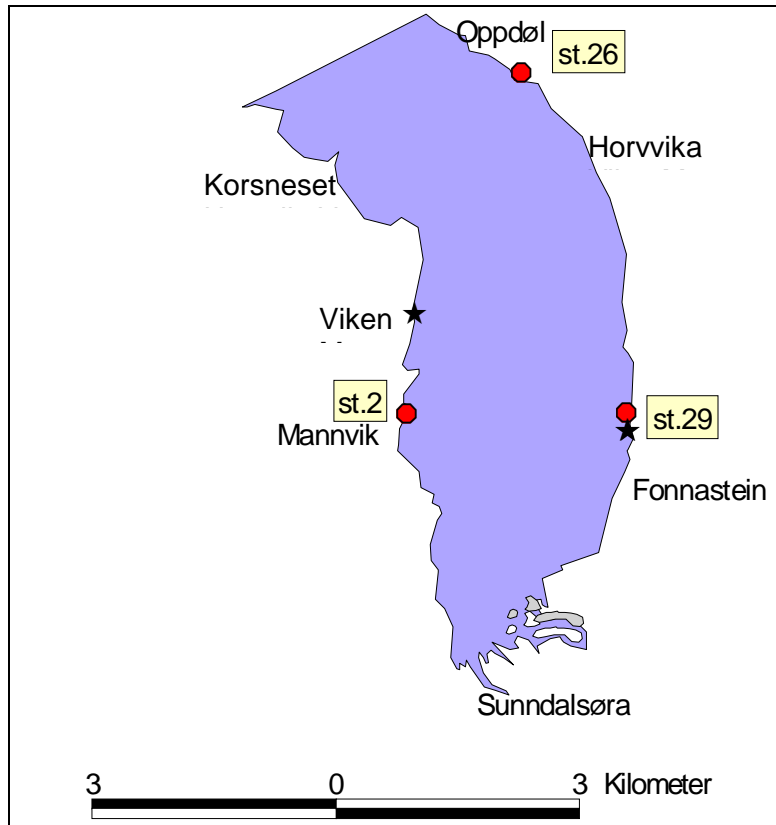 Oppdøl
st.26
Horvvika
Korsneset
Viken
st.2
Mannvik
st.29
Fonnastein
Sunndalsøra
3 0 3 Kilometer